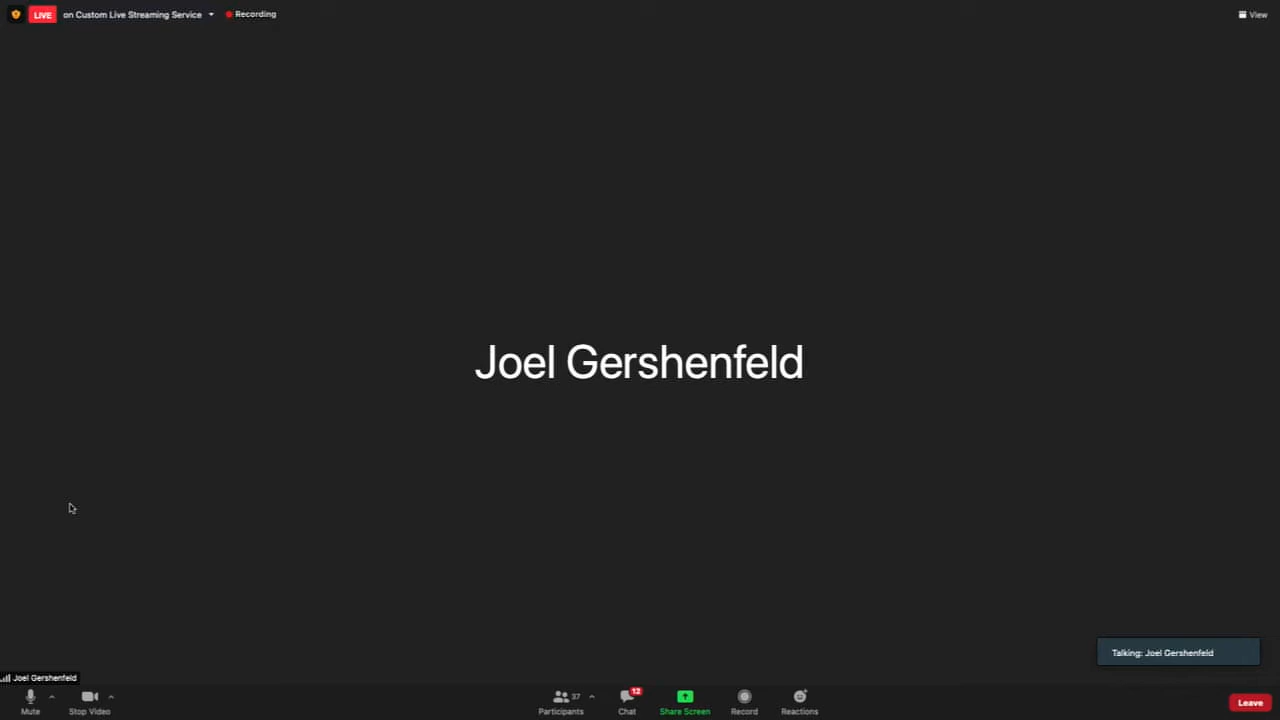 LIVE on Custom Live Streaming Service Recording View
Joel Gershenfeld
Talking: Joel Gershenfeld
Joel Gershenfeld
37 12
Mute Stop Video Participants Chat Share Screen Record Reactions Leave